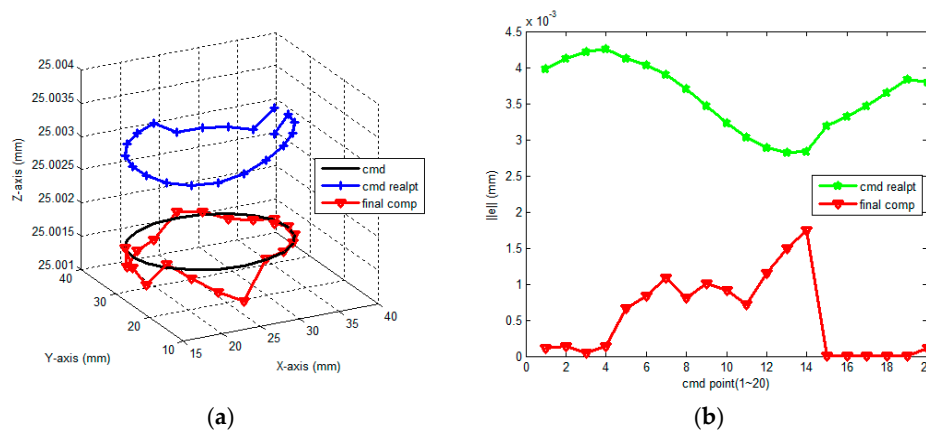 25.004
25.0035
25.003
25.0025
25.002
25.0015
25.001
Z-axis (mm)
40
30
20
10
Y-axis (mm)
15
20
25
30
35
40
X-axis (mm)
cmd
cmd realpt
final comp
(a)
x 10⁻³
4.5
4
3.5
3
2.5
2
1.5
1
0.5
0
||e|| (mm)
0 2 4 6 8 10 12 14 16 18 20
cmd point(1~20)
cmd realpt
final comp
(b)